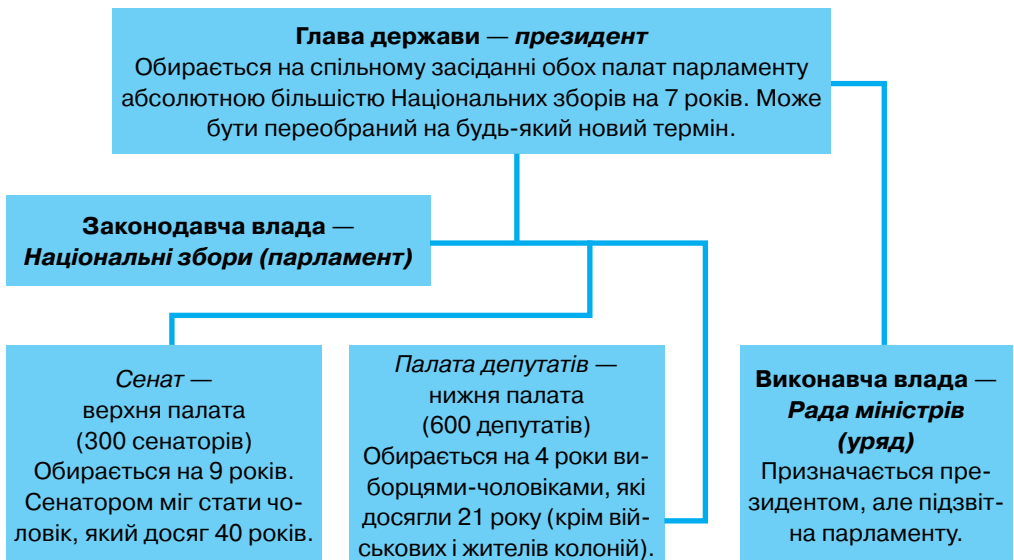 Глава держави — президент
Обирається на спільному засіданні обох палат парламенту
абсолютною більшістю Національних зборів на 7 років. Може
бути переобраний на будь-який новий термін.
Законодавча влада —
Національні збори (парламент)
Сенат —
верхня палата
(300 сенаторів)
Обирається на 9 років.
Сенатором міг стати чо-
ловік, який досяг 40 років.
Палата депутатів —
нижня палата
(600 депутатів)
Обирається на 4 роки ви-
борцями-чоловіками, які
досягли 21 року (крім вій-
ськових і жителів колоній).
Виконавча влада —
Рада міністрів
(уряд)
Призначається пре-
зидентом, але підзвіт-
на парламенту.